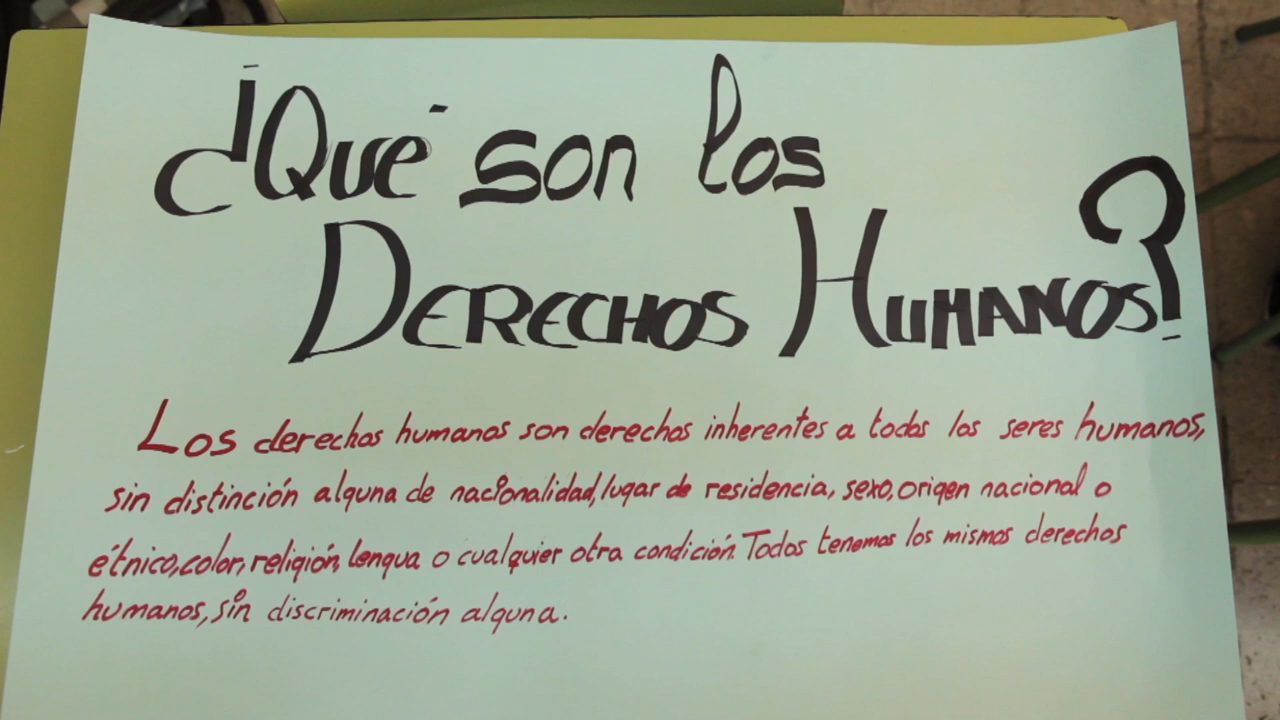 ¿Qué son los
DERECHOS HUMANOS?
Los derechos humanos son derechos inherentes a todos los seres humanos,
sin distinción alguna de nacionalidad, lugar de residencia, sexo, origen nacional o
étnico, color, religión, lengua o cualquier otra condición. Todos tenemos los mismos derechos
humanos, sin discriminación alguna.